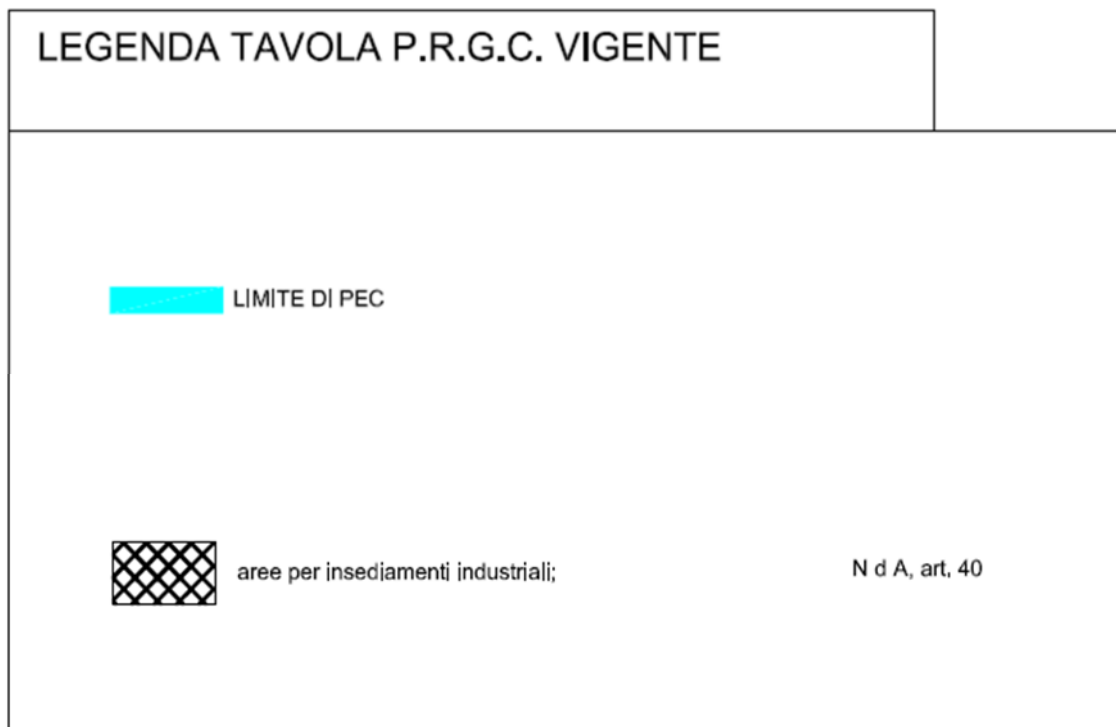 LEGENDA TAVOLA P.R.G.C. VIGENTE
LIMITE DI PEC
aree per insediamenti industriali; N d A, art. 40